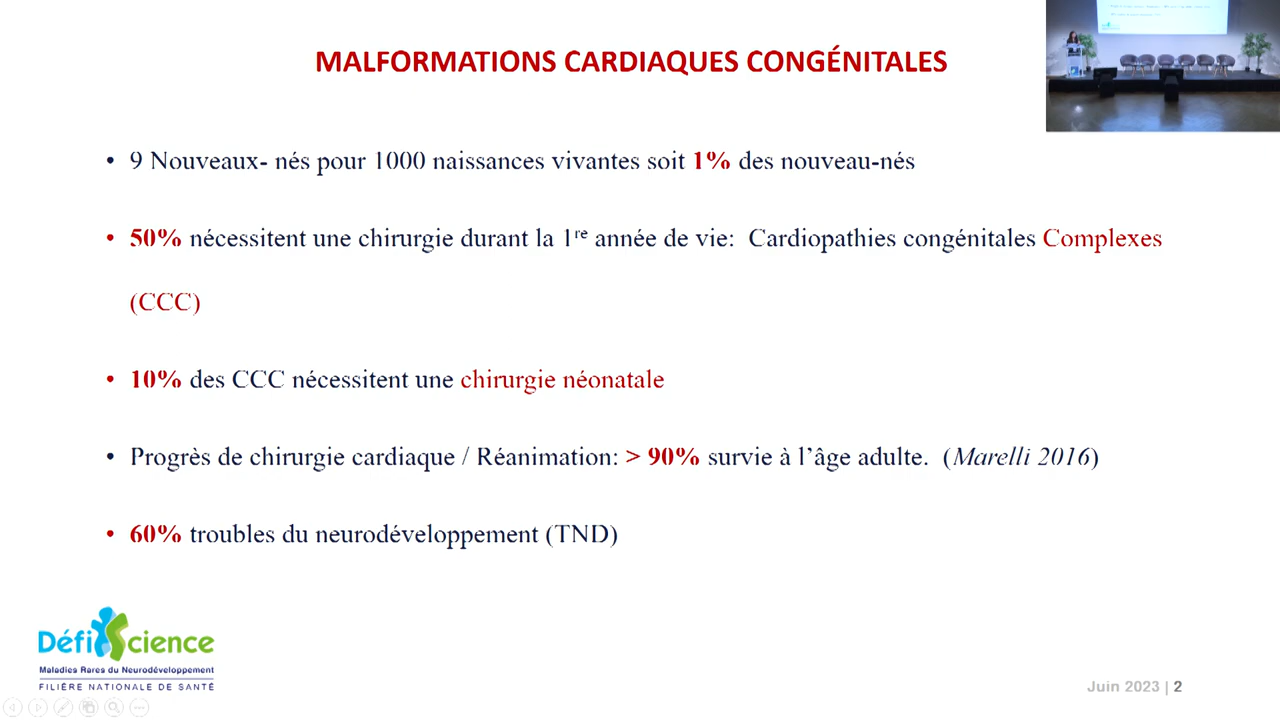 MALFORMATIONS CARDIAQUES CONGÉNITALES
• 9 Nouveaux- nés pour 1000 naissances vivantes soit 1% des nouveau-nés
• 50% nécessitent une chirurgie durant la 1re année de vie: Cardiopathies congénitales Complexes
(CCC)
• 10% des CCC nécessitent une chirurgie néonatale
• Progrès de chirurgie cardiaque / Réanimation: > 90% survie à l’âge adulte. (Marelli 2016)
• 60% troubles du neurodéveloppement (TND)
DéfiScience
Maladies Rares du Neurodéveloppement
FILIÈRE NATIONALE DE SANTÉ
Juin 2023 | 2